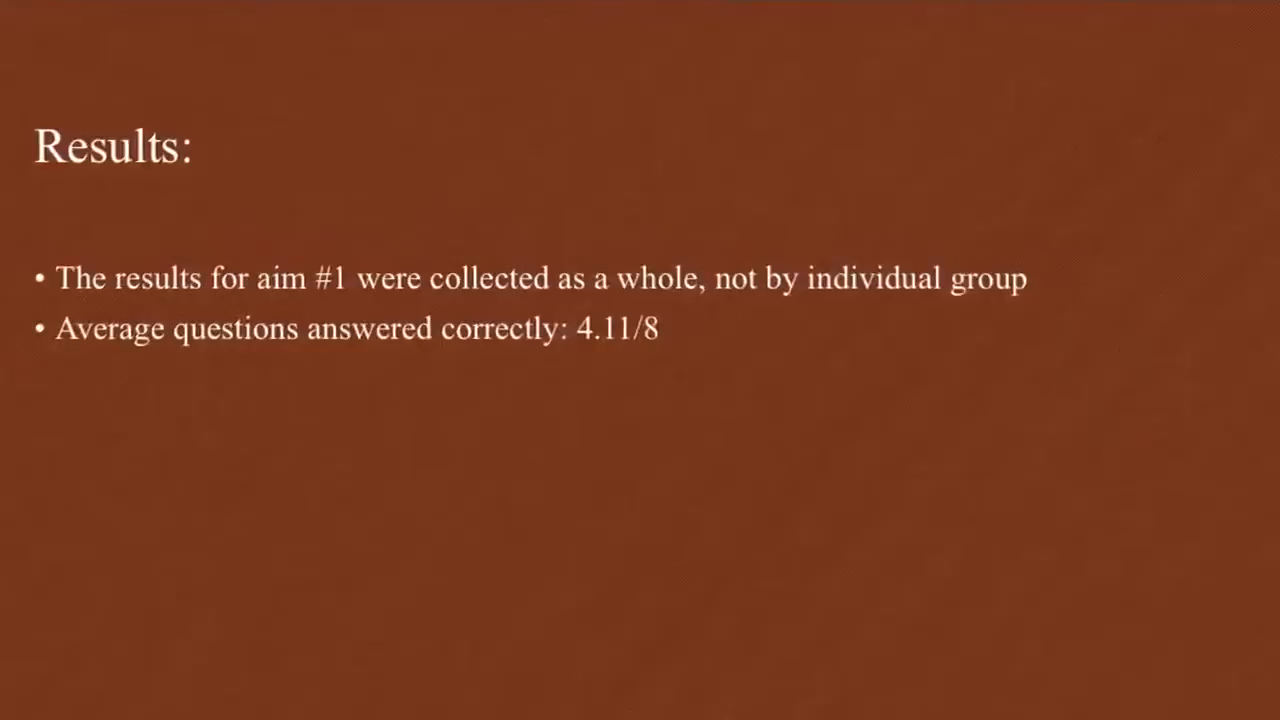 Results:
• The results for aim #1 were collected as a whole, not by individual group
• Average questions answered correctly: 4.11/8